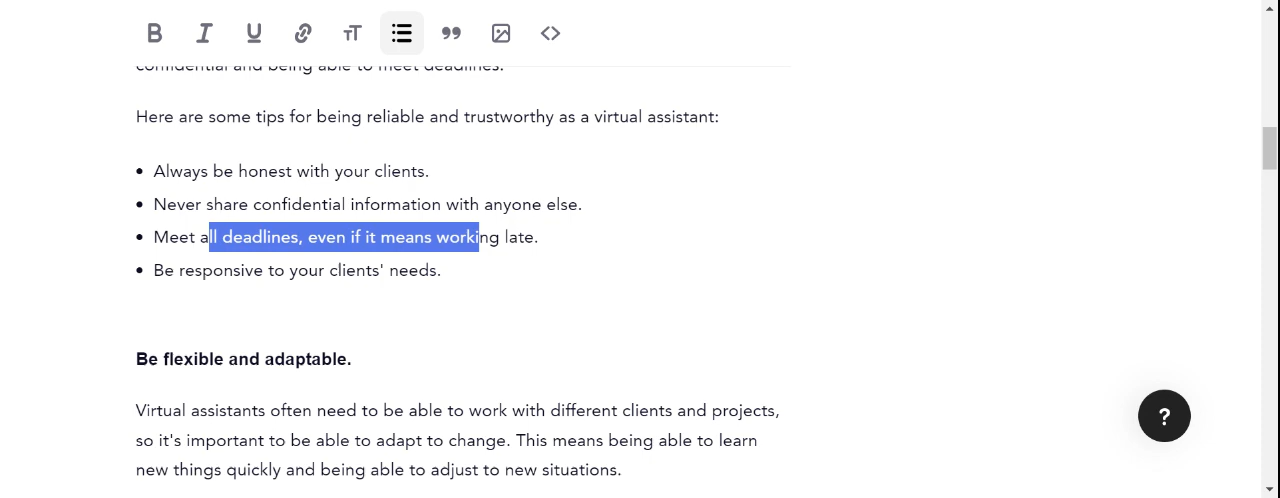 B I U TT ” <>
confidential and being able to meet deadlines.
Here are some tips for being reliable and trustworthy as a virtual assistant:
• Always be honest with your clients.
• Never share confidential information with anyone else.
• Meet all deadlines, even if it means working late.
• Be responsive to your clients' needs.
Be flexible and adaptable.
Virtual assistants often need to be able to work with different clients and projects,
so it's important to be able to adapt to change. This means being able to learn
new things quickly and being able to adjust to new situations.
?